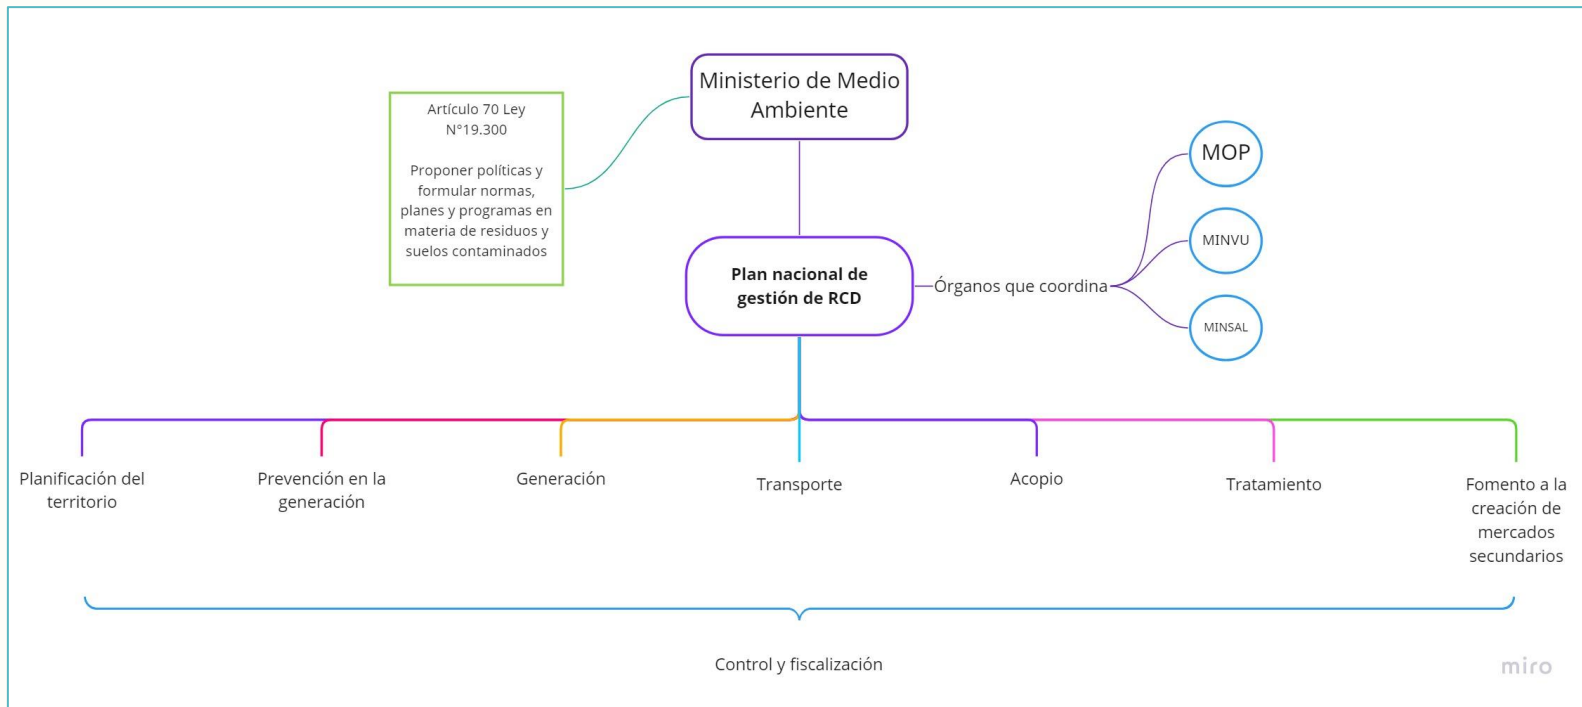 Ministerio de Medio
Ambiente
Artículo 70 Ley
N°19.300
Proponer políticas y
formular normas,
planes y programas en
materia de residuos y
suelos contaminados
MOP
MINVU
MINSAL
Plan nacional de
gestión de RCD
Órganos que coordina
Planificación del
territorio
Prevención en la
generación
Generación
Transporte
Acopio
Tratamiento
Fomento a la
creación de
mercados
secundarios
Control y fiscalización
miro